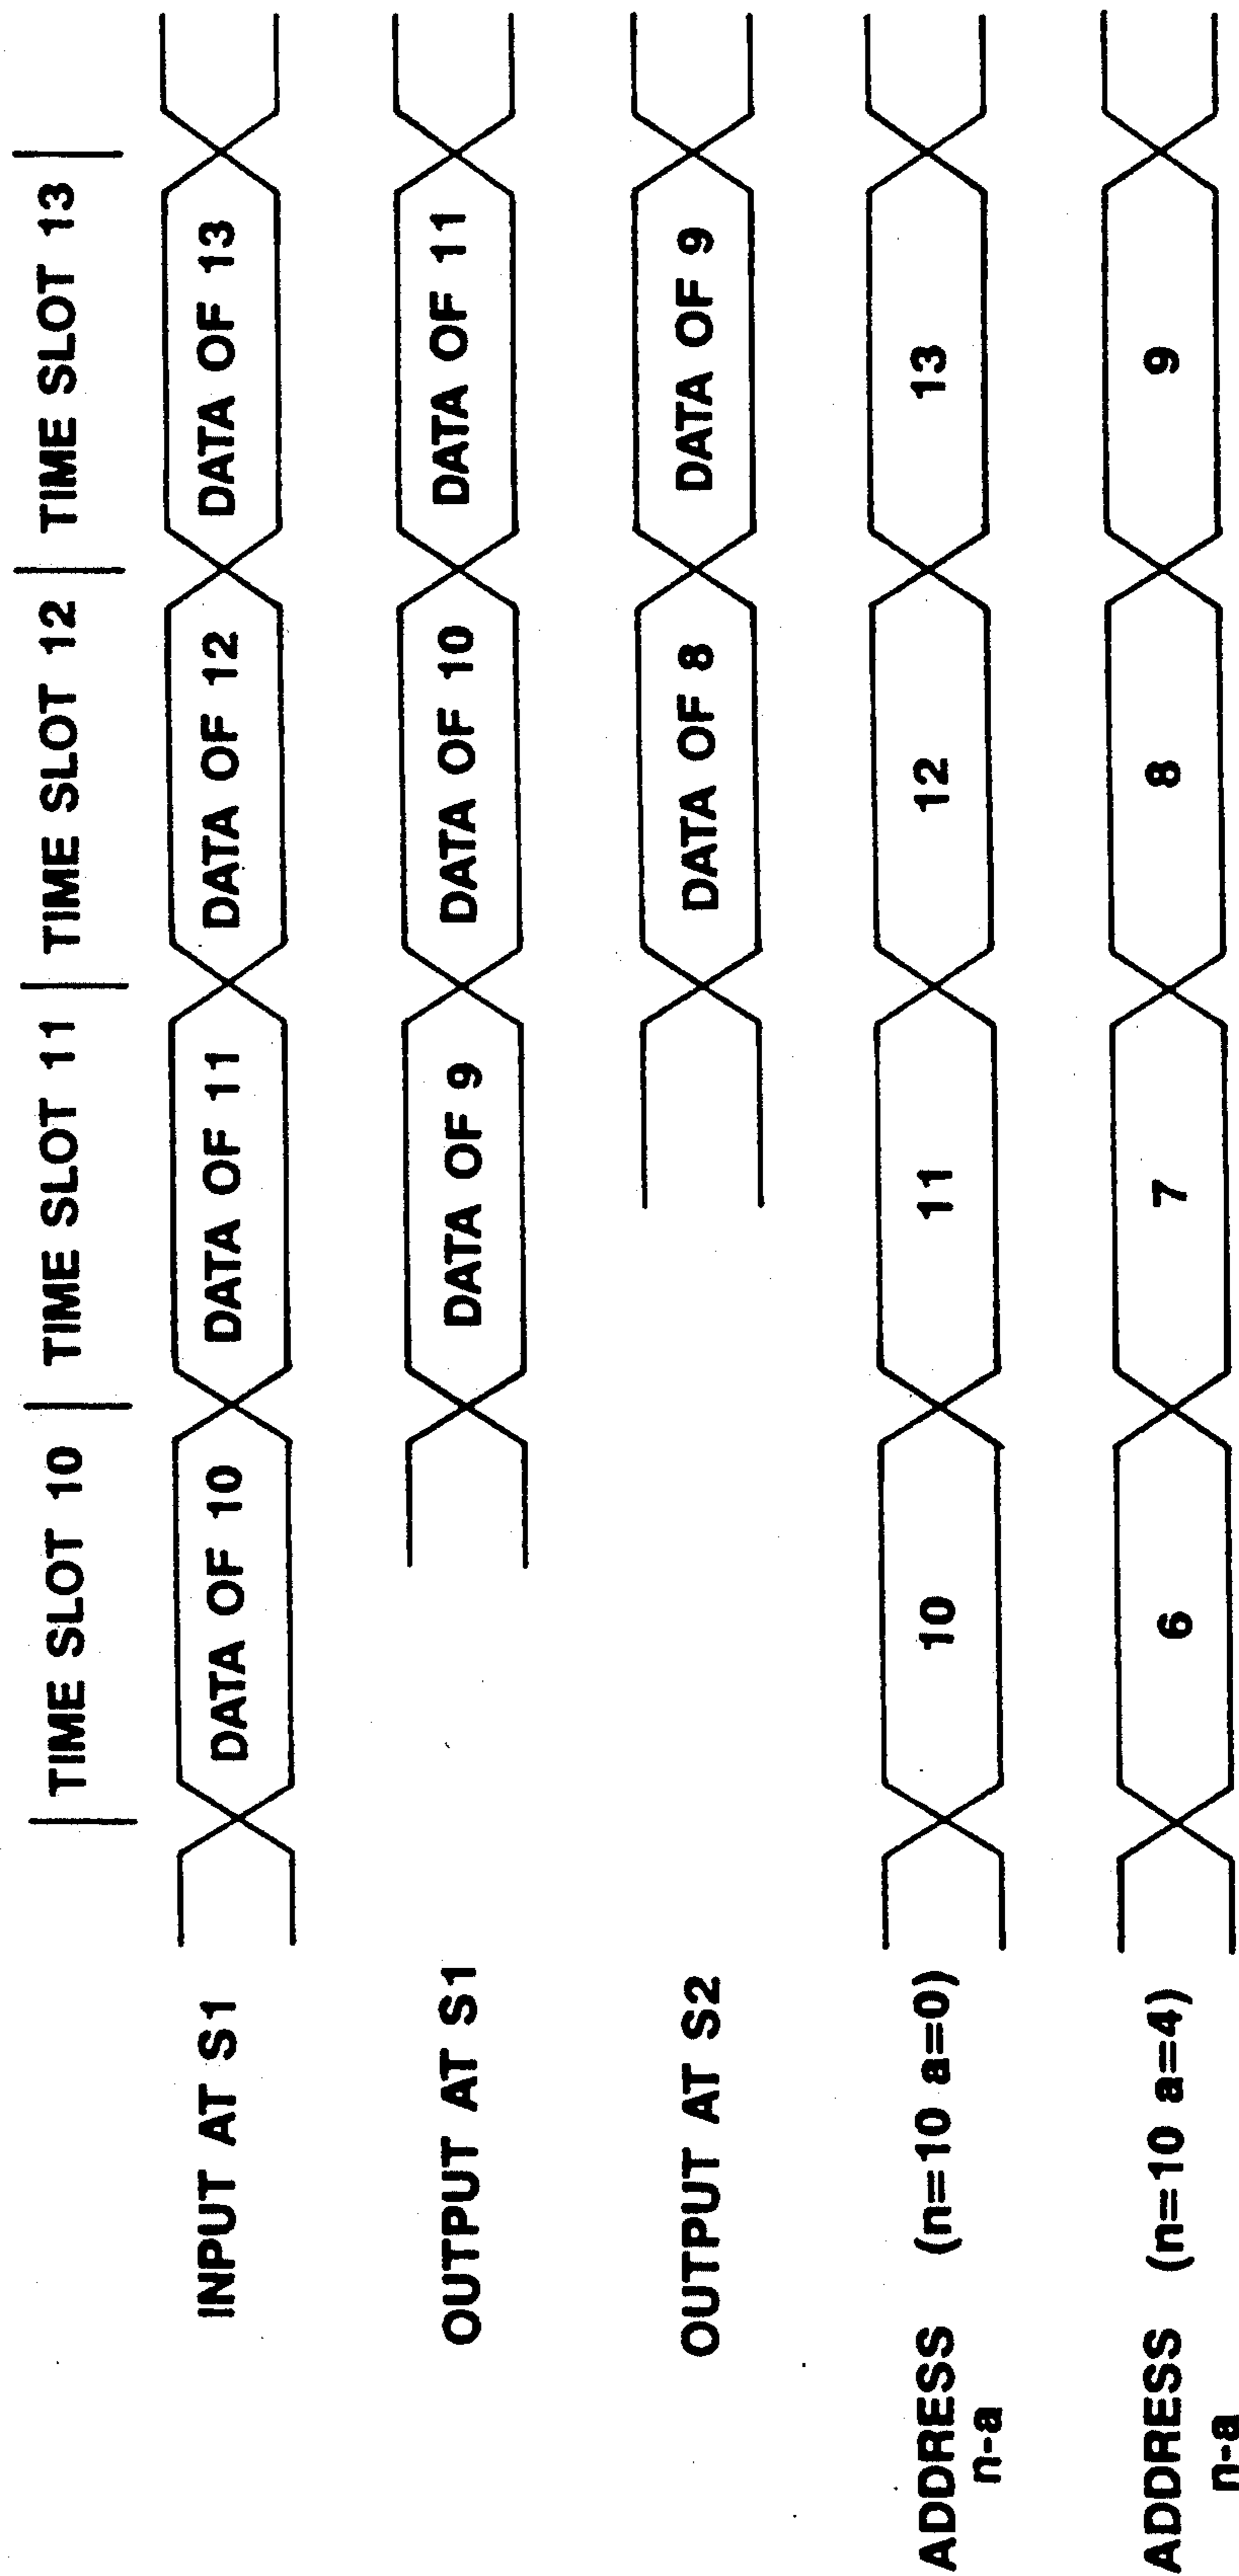 TIME SLOT 10 | TIME SLOT 11 | TIME SLOT 12 | TIME SLOT 13
INPUT AT S1 DATA OF 10 DATA OF 11 DATA OF 12 DATA OF 13
OUTPUT AT S1 DATA OF 9 DATA OF 10 DATA OF 11
OUTPUT AT S2 DATA OF 8 DATA OF 9
ADDRESS (n=10 a=0) 10 11 12 13
n-a
ADDRESS (n=10 a=4) 6 7 8 9
n-a